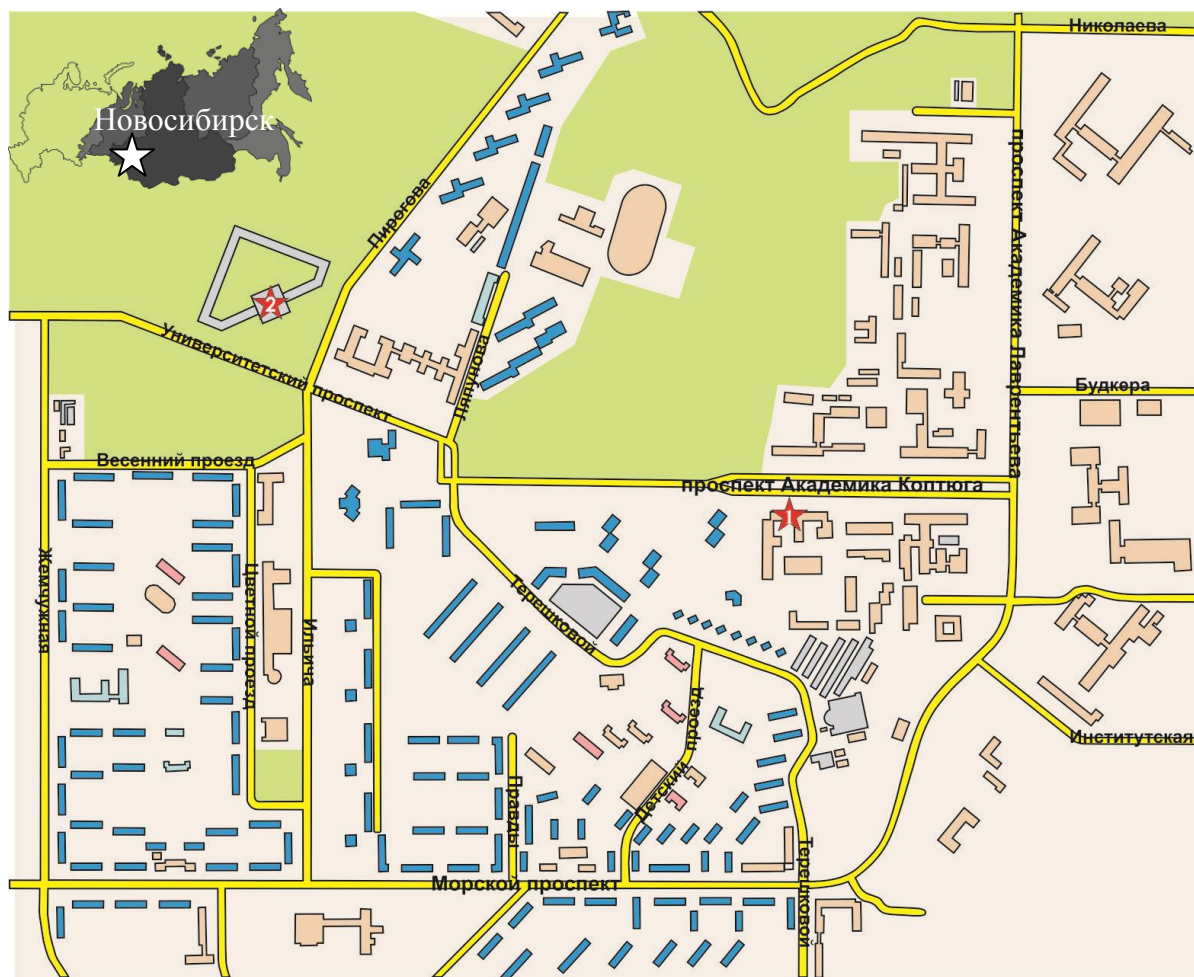 Николаева
Новосибирск
проспект Академика Лаврентьева
Пирогова
2
Университетский проспект
Ляпунова
Будкера
Весенний проезд
проспект Академика Коптюга
1
Жемчужная
Цветной проезд
Ильича
Терешковой
Детский проезд
Институтская
Правды
Терешковой
Морской проспект